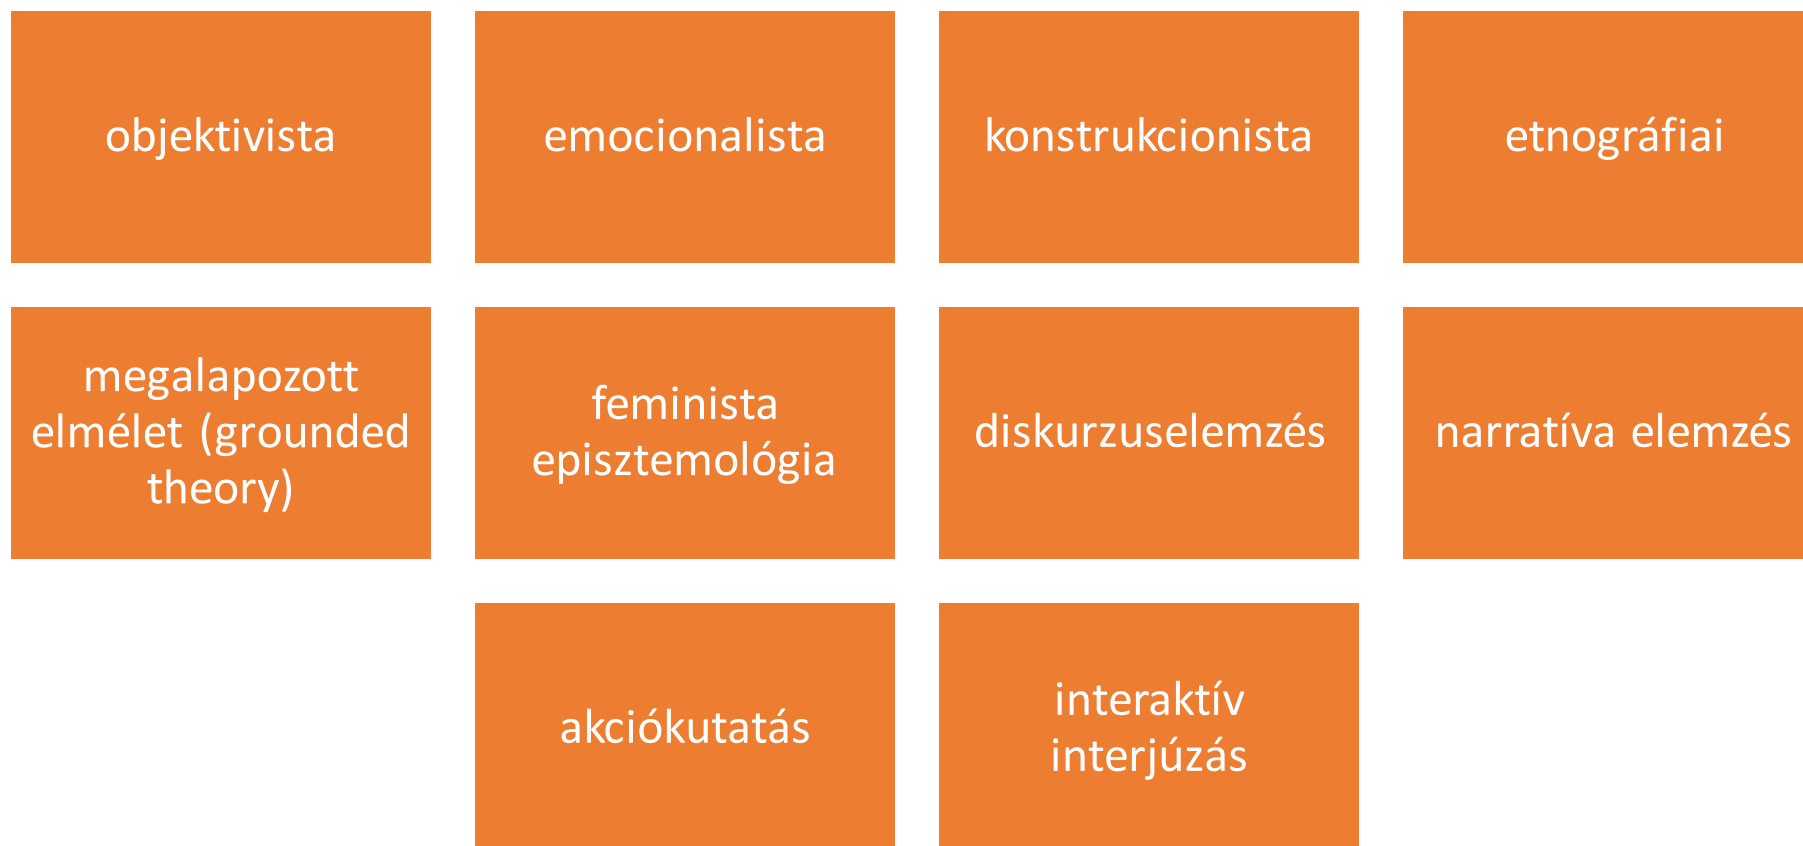 objektivista
emocionalista
konstrukcionista
etnográfiai
megalapozott
elmélet (grounded
theory)
feminista
episztemológia
diskurzuselemzés
narratíva elemzés
akciókutatás
interaktív
interjúzás